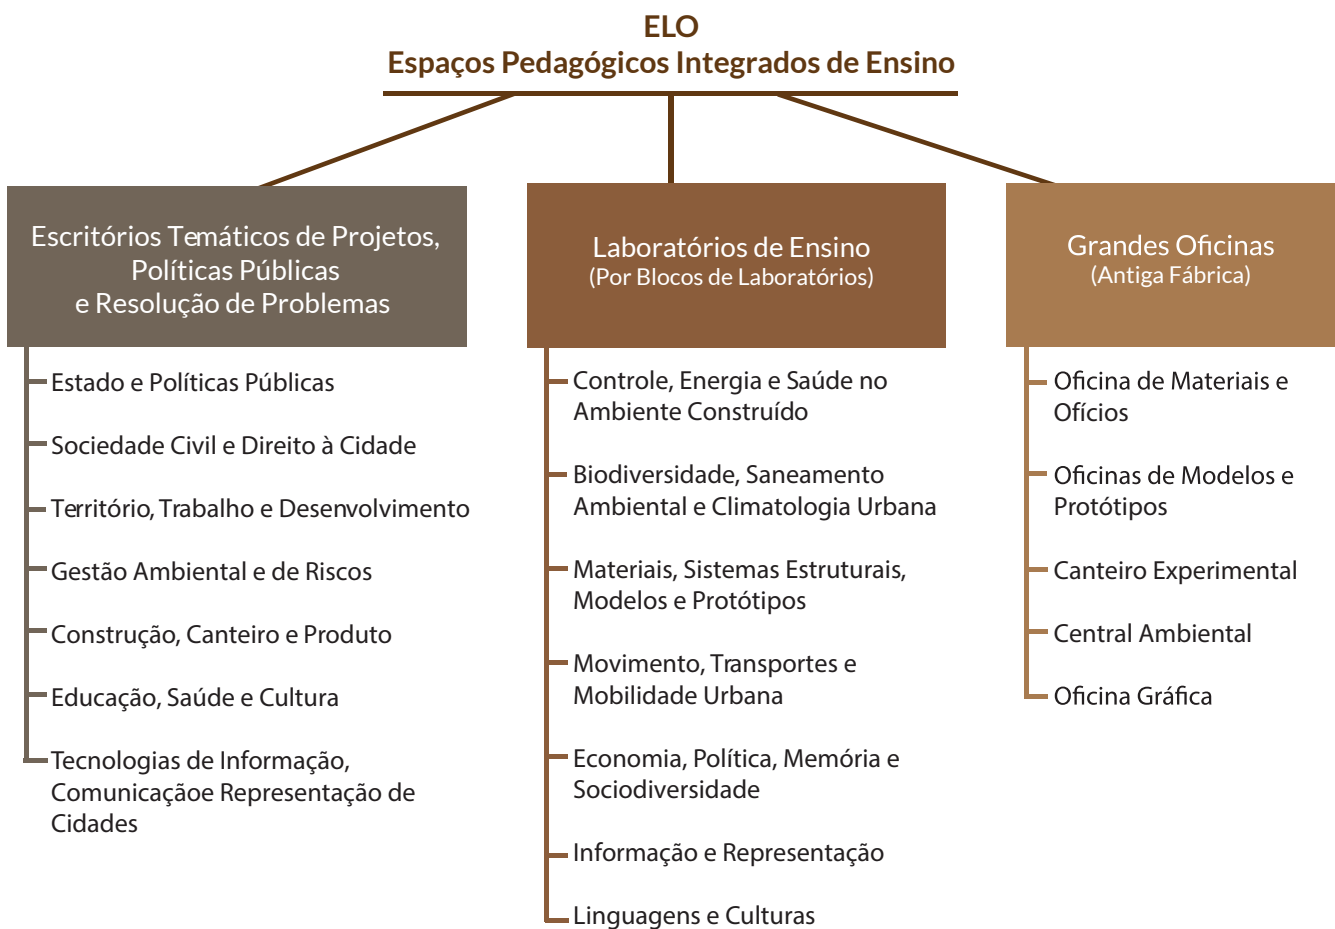 ELO
Espaços Pedagógicos Integrados de Ensino
Escritórios Temáticos de Projetos,
Políticas Públicas
e Resolução de Problemas
Estado e Políticas Públicas
Sociedade Civil e Direito à Cidade
Território, Trabalho e Desenvolvimento
Gestão Ambiental e de Riscos
Construção, Canteiro e Produto
Educação, Saúde e Cultura
Tecnologias de Informação,
Comunicaçãoe Representação de
Cidades
Laboratórios de Ensino
(Por Blocos de Laboratórios)
Controle, Energia e Saúde no
Ambiente Construído
Biodiversidade, Saneamento
Ambiental e Climatologia Urbana
Materiais, Sistemas Estruturais,
Modelos e Protótipos
Movimento, Transportes e
Mobilidade Urbana
Economia, Política, Memória e
Sociodiversidade
Informação e Representação
Linguagens e Culturas
Grandes Oficinas
(Antiga Fábrica)
Oficina de Materiais e
Ofícios
Oficinas de Modelos e
Protótipos
Canteiro Experimental
Central Ambiental
Oficina Gráfica